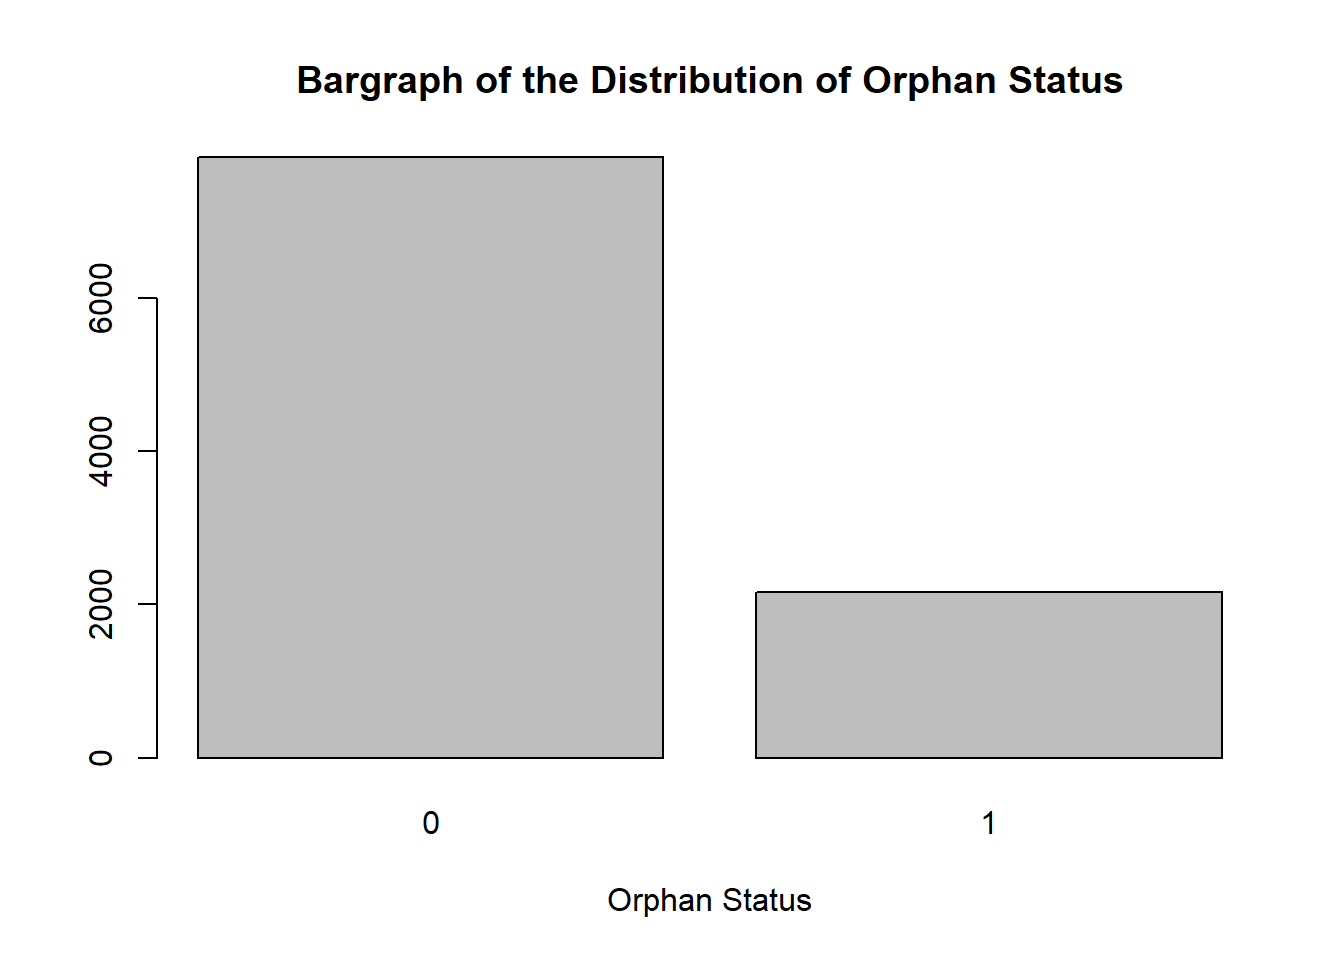 Bargraph of the Distribution of Orphan Status
6000
4000
2000
0
0 1
Orphan Status